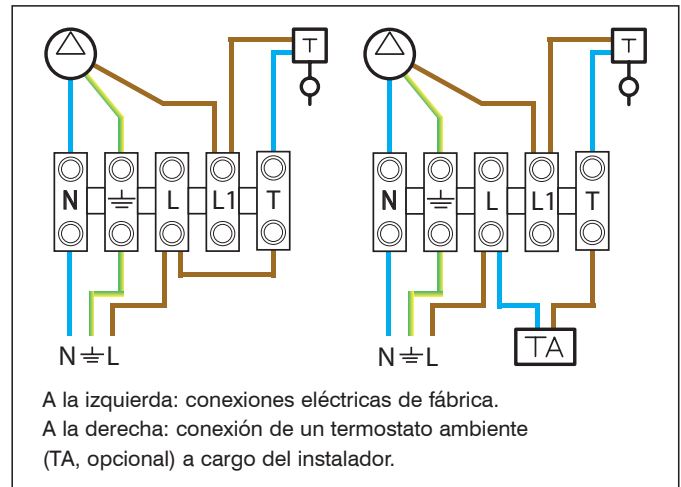 T T
N ⏚ L L1 T N ⏚ L L1 T
N ⏚ L N ⏚ L TA
A la izquierda: conexiones eléctricas de fábrica.
A la derecha: conexión de un termostato ambiente
(TA, opcional) a cargo del instalador.